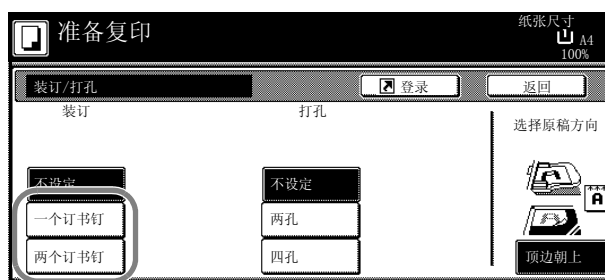 准备复印
纸张尺寸
A4
100%
装订/打孔
登录
返回
装订
打孔
选择原稿方向
不设定
不设定
一个订书钉
两孔
两个订书钉
四孔
顶边朝上